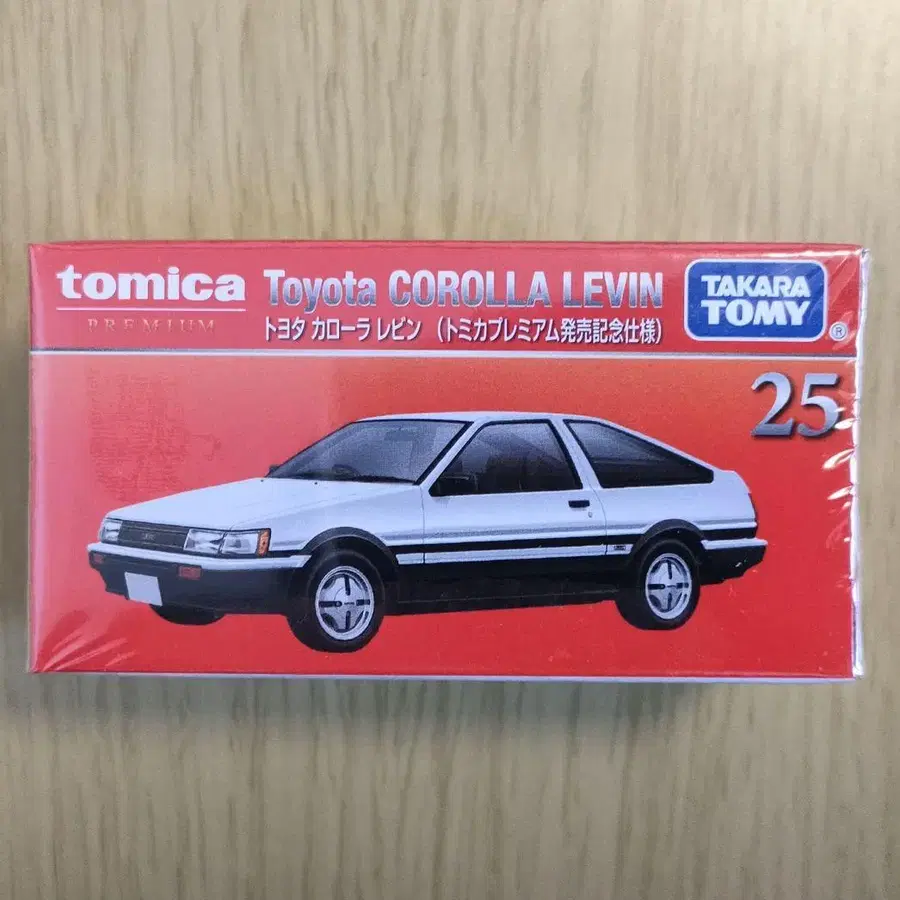 tomica
PREMIUM
Toyota COROLLA LEVIN
トヨタ カローラ レビン (トミカプレミアム発売記念仕様)
TAKARA
TOMY
®
25